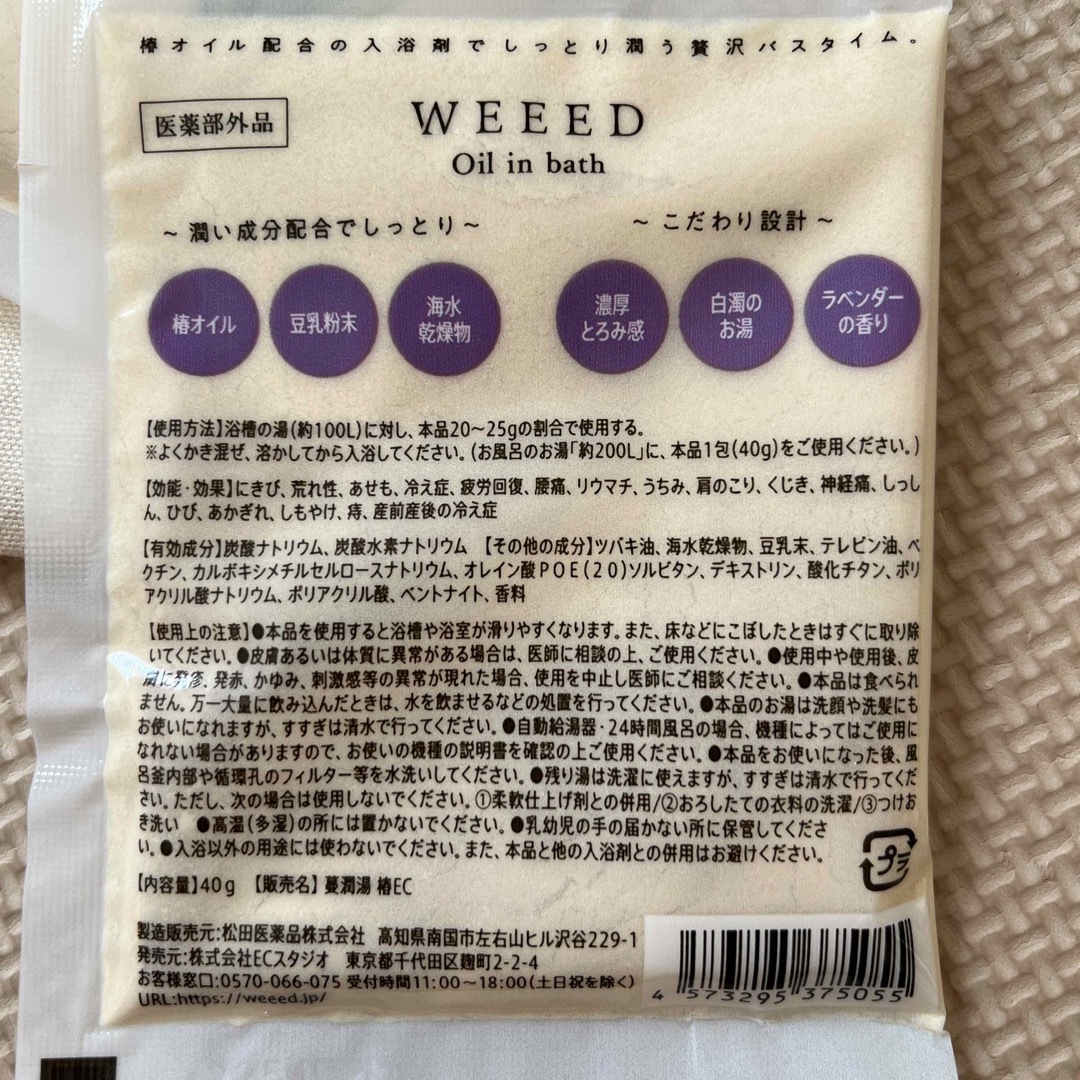 椿オイル配合の入浴剤でしっとり潤う贅沢バスタイム。
医薬部外品
WEEED
Oil in bath
~ 潤い成分配合でしっとり ~
~ こだわり設計 ~
椿オイル
豆乳粉末
海水
乾燥物
濃厚
とろみ感
白濁の
お湯
ラベンダー
の香り
【使用方法】浴槽の湯(約100L)に対し、本品20~25gの割合で使用する。
※よくかき混ぜ、溶かしてから入浴してください。(お風呂のお湯「約200L」に、本品1包(40g)をご使用ください。)
【効能・効果】にきび、荒れ性、あせも、冷え症、疲労回復、腰痛、リウマチ、うちみ、肩のこり、くじき、神経痛、しっし
ん、ひび、あかぎれ、しもやけ、痔、産前産後の冷え症
【有効成分】炭酸ナトリウム、炭酸水素ナトリウム 【その他の成分】ツバキ油、海水乾燥物、豆乳末、テレビン油、ペ
クチン、カルボキシメチルセルロースナトリウム、オレイン酸POE(20)ソルビタン、デキストリン、酸化チタン、ポリ
アクリル酸ナトリウム、ポリアクリル酸、ベントナイト、香料
【使用上の注意】●本品を使用すると浴槽や浴室が滑りやすくなります。また、床などにこぼしたときはすぐに取り除
いてください。●皮膚あるいは体質に異常がある場合は、医師に相談の上、ご使用ください。●使用中や使用後、皮
膚に発疹、発赤、かゆみ、刺激感等の異常が現れた場合、使用を中止し医師にご相談ください。●本品は食べられ
ません。万一大量に飲み込んだときは、水を飲ませるなどの処置を行ってください。●本品のお湯は洗顔や洗髪にも
お使いになれますが、すすぎは清水で行ってください。●自動給湯器・24時間風呂の場合、機種によってはご使用に
なれない場合がありますので、お使いの機種の説明書を確認の上ご使用ください。●本品をお使いになった後、風
呂釜内部や循環孔のフィルター等を水洗いしてください。●残り湯は洗濯に使えますが、すすぎは清水で行ってくだ
さい。ただし、次の場合は使用しないでください。①柔軟仕上げ剤との併用/②おろしたての衣料の洗濯/③つけお
き洗い ●高温(多湿)の所には置かないでください。●乳幼児の手の届かない所に保管してくださ
い。●入浴以外の用途には使わないでください。また、本品と他の入浴剤との併用はお避けください。
【内容量】40g 【販売名】蔓潤湯 椿EC
プラ
製造販売元:松田医薬品株式会社 高知県南国市左右山ヒル沢谷229-1
発売元:株式会社ECスタジオ 東京都千代田区麹町2-2-4
お客様窓口:0570-066-075 受付時間11:00~18:00(土日祝を除く)
URL:https://weeed.jp/
4 573295 375055